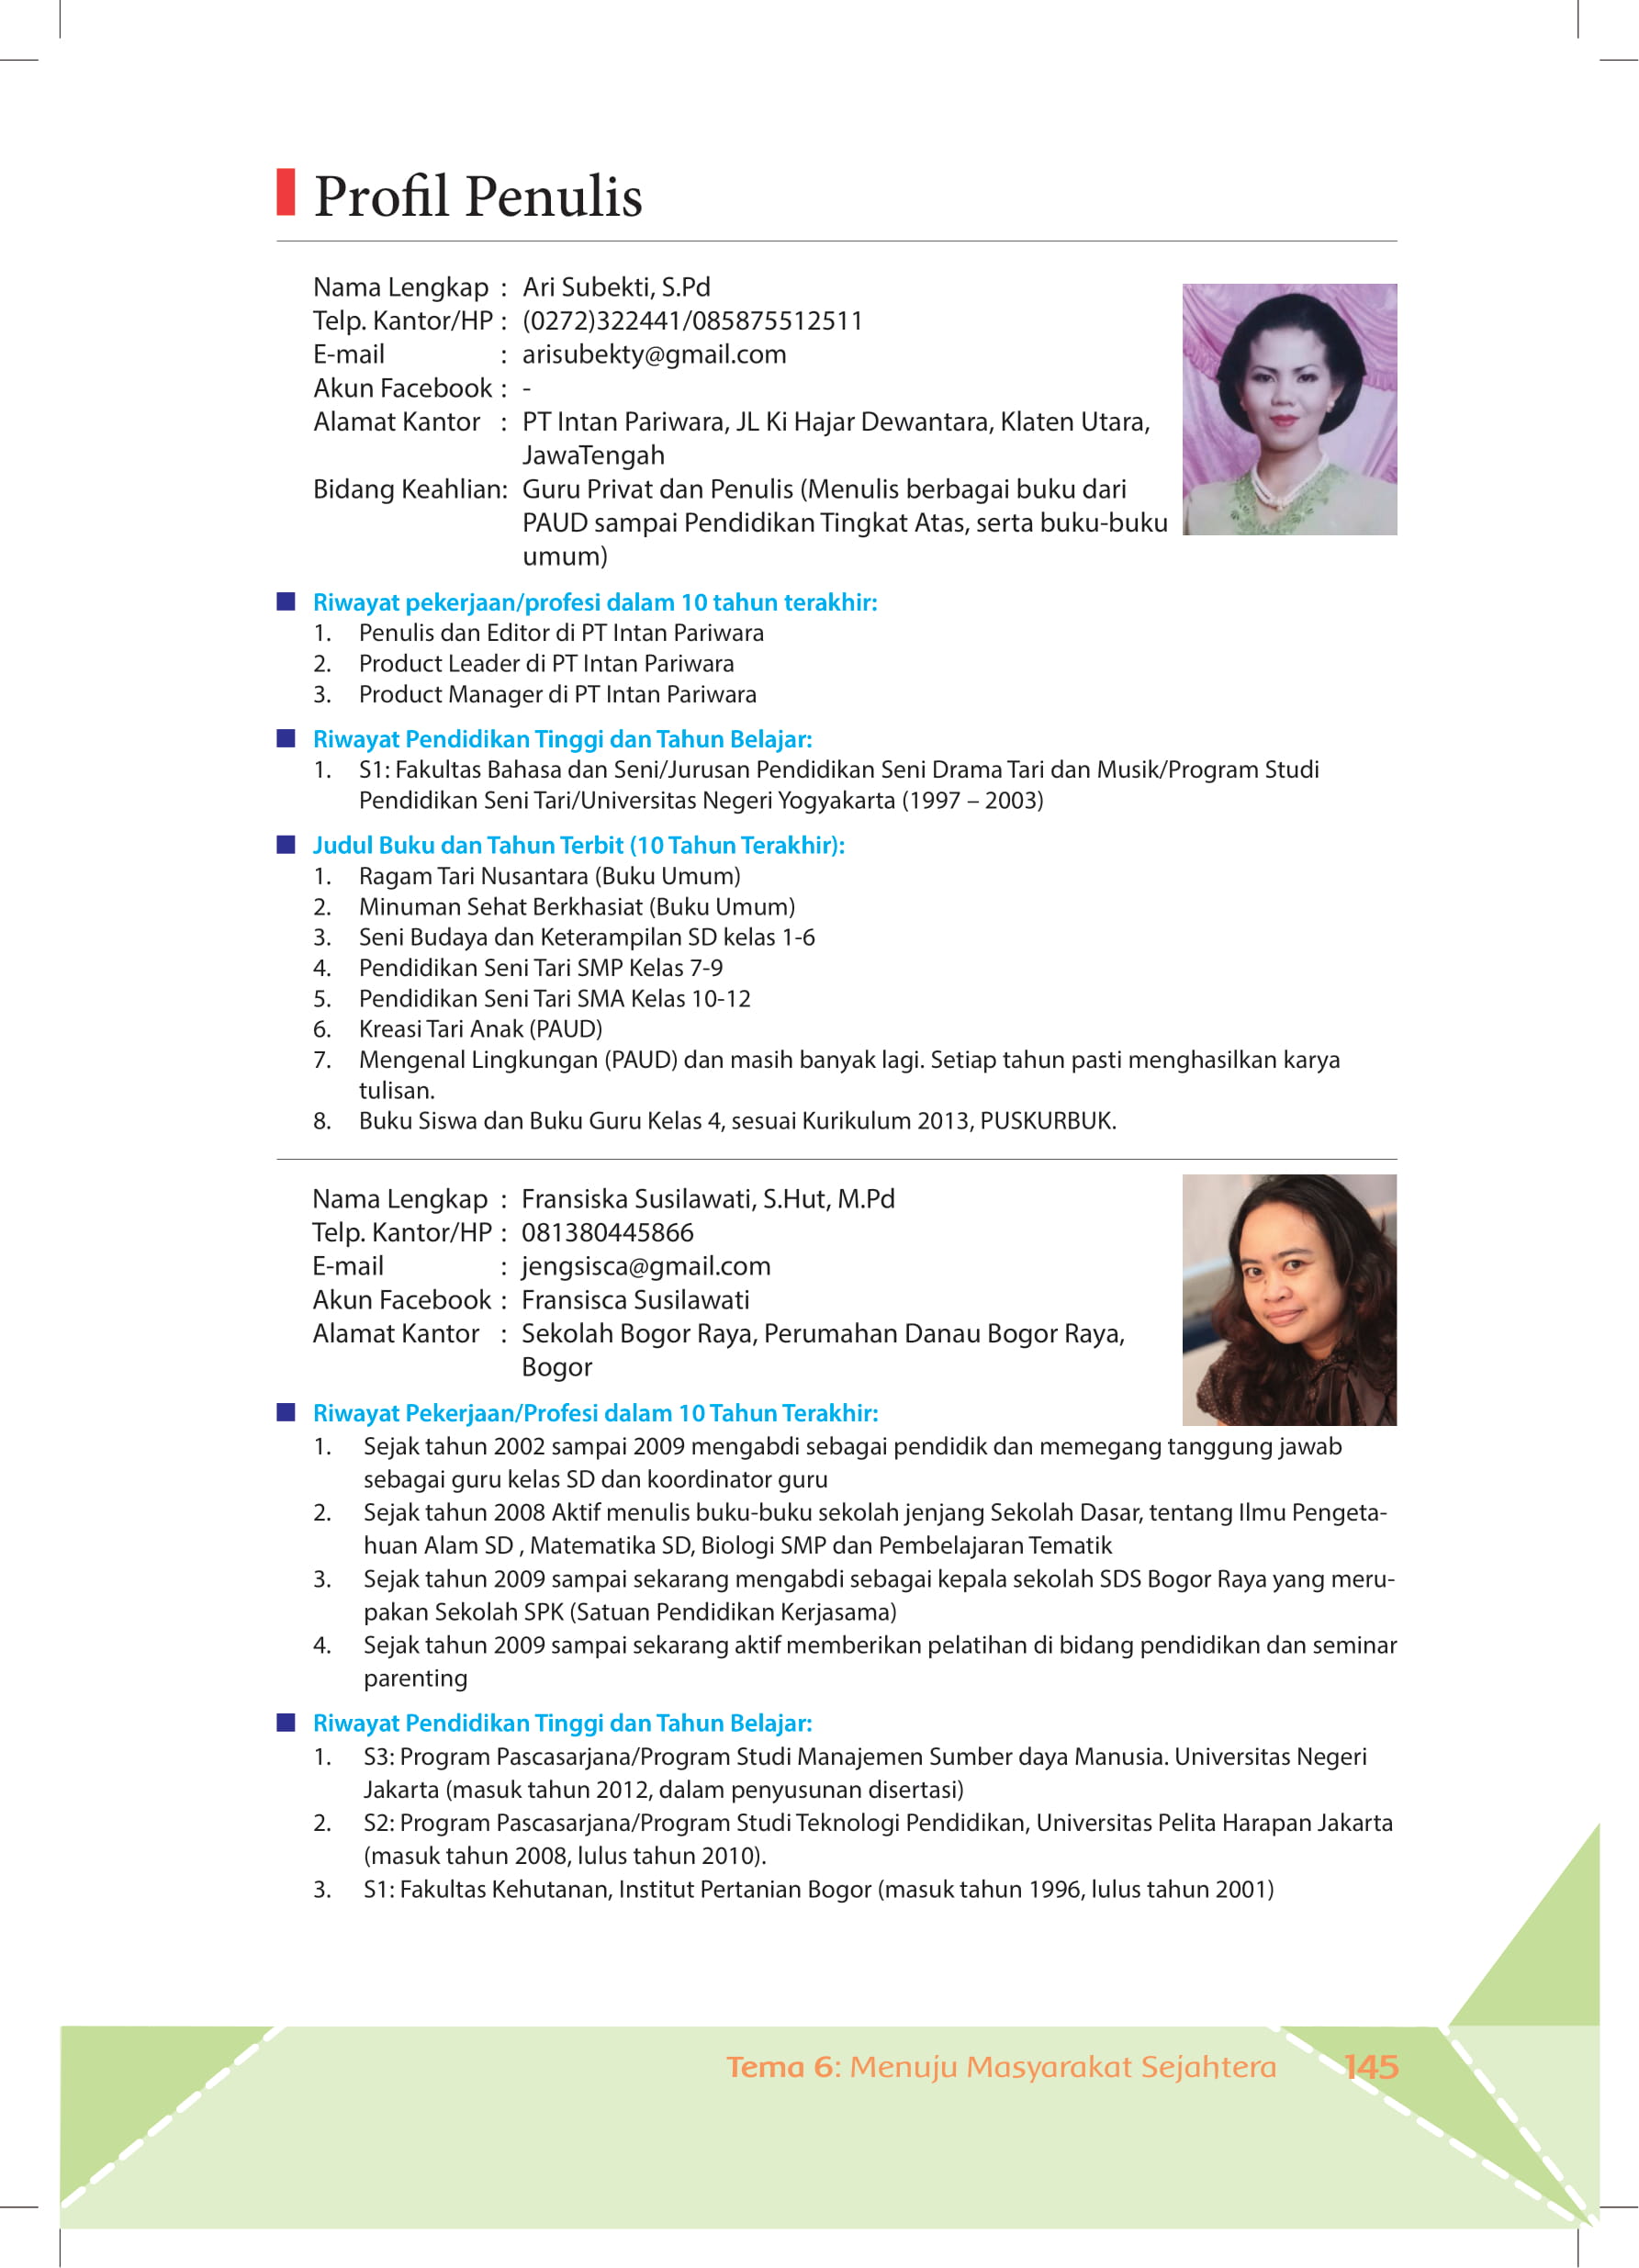 Profil Penulis
Nama Lengkap : Ari Subekti, S.Pd
Telp. Kantor/HP : (0272)322441/085875512511
E-mail : arisubekty@gmail.com
Akun Facebook : -
Alamat Kantor : PT Intan Pariwara, JL Ki Hajar Dewantara, Klaten Utara,
JawaTengah
Bidang Keahlian: Guru Privat dan Penulis (Menulis berbagai buku dari
PAUD sampai Pendidikan Tingkat Atas, serta buku-buku
umum)
Riwayat pekerjaan/profesi dalam 10 tahun terakhir:
1. Penulis dan Editor di PT Intan Pariwara
2. Product Leader di PT Intan Pariwara
3. Product Manager di PT Intan Pariwara
Riwayat Pendidikan Tinggi dan Tahun Belajar:
1. S1: Fakultas Bahasa dan Seni/Jurusan Pendidikan Seni Drama Tari dan Musik/Program Studi
Pendidikan Seni Tari/Universitas Negeri Yogyakarta (1997 – 2003)
Judul Buku dan Tahun Terbit (10 Tahun Terakhir):
1. Ragam Tari Nusantara (Buku Umum)
2. Minuman Sehat Berkhasiat (Buku Umum)
3. Seni Budaya dan Keterampilan SD kelas 1-6
4. Pendidikan Seni Tari SMP Kelas 7-9
5. Pendidikan Seni Tari SMA Kelas 10-12
6. Kreasi Tari Anak (PAUD)
7. Mengenal Lingkungan (PAUD) dan masih banyak lagi. Setiap tahun pasti menghasilkan karya
tulisan.
8. Buku Siswa dan Buku Guru Kelas 4, sesuai Kurikulum 2013, PUSKURBUK.
Nama Lengkap : Fransiska Susilawati, S.Hut, M.Pd
Telp. Kantor/HP : 081380445866
E-mail : jengsisca@gmail.com
Akun Facebook : Fransisca Susilawati
Alamat Kantor : Sekolah Bogor Raya, Perumahan Danau Bogor Raya,
Bogor
Riwayat Pekerjaan/Profesi dalam 10 Tahun Terakhir:
1. Sejak tahun 2002 sampai 2009 mengabdi sebagai pendidik dan memegang tanggung jawab
sebagai guru kelas SD dan koordinator guru
2. Sejak tahun 2008 Aktif menulis buku-buku sekolah jenjang Sekolah Dasar, tentang Ilmu Pengeta-
huan Alam SD , Matematika SD, Biologi SMP dan Pembelajaran Tematik
3. Sejak tahun 2009 sampai sekarang mengabdi sebagai kepala sekolah SDS Bogor Raya yang meru-
pakan Sekolah SPK (Satuan Pendidikan Kerjasama)
4. Sejak tahun 2009 sampai sekarang aktif memberikan pelatihan di bidang pendidikan dan seminar
parenting
Riwayat Pendidikan Tinggi dan Tahun Belajar:
1. S3: Program Pascasarjana/Program Studi Manajemen Sumber daya Manusia. Universitas Negeri
Jakarta (masuk tahun 2012, dalam penyusunan disertasi)
2. S2: Program Pascasarjana/Program Studi Teknologi Pendidikan, Universitas Pelita Harapan Jakarta
(masuk tahun 2008, lulus tahun 2010).
3. S1: Fakultas Kehutanan, Institut Pertanian Bogor (masuk tahun 1996, lulus tahun 2001)
Tema 6: Menuju Masyarakat Sejahtera 145